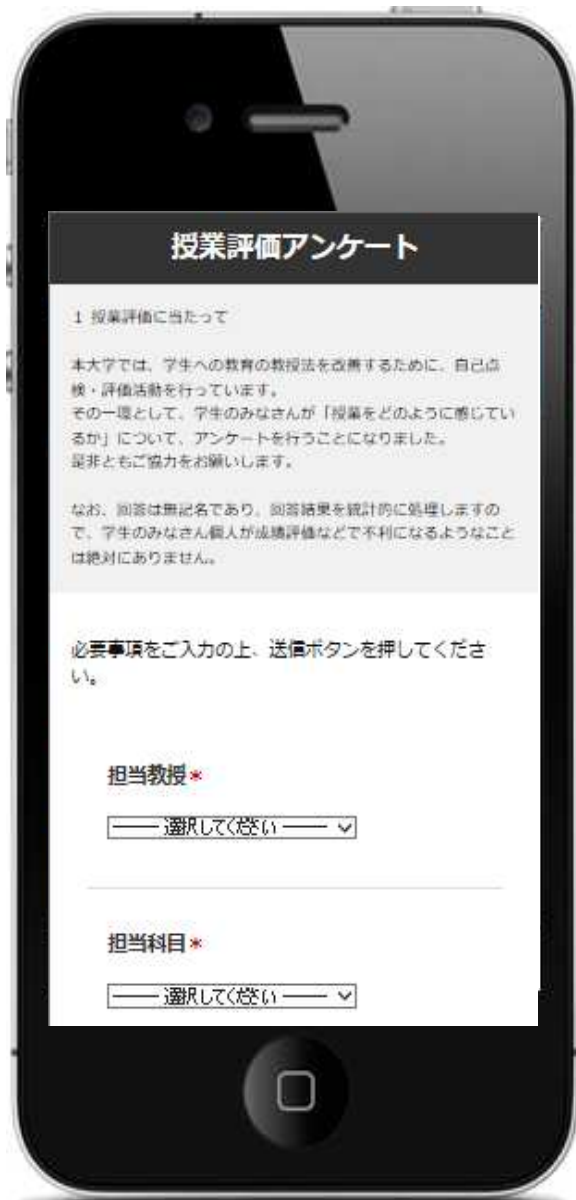 授業評価アンケート
1 授業評価に当たって
本大学では、学生への教育の教授法を改善するために、自己点
検・評価活動を行っています。
その一環として、学生のみなさんが「授業をどのように感じてい
るか」について、アンケートを行うことになりました。
是非ともご協力をお願いします。
なお、回答は無記名であり、回答結果を統計的に処理しますの
で、学生のみなさん個人が成績評価などで不利になるようなこと
は絶対にありません。
必要事項をご入力の上、送信ボタンを押してくださ
い。
担当教授*
―― 選択してください ――
担当科目*
―― 選択してください ――